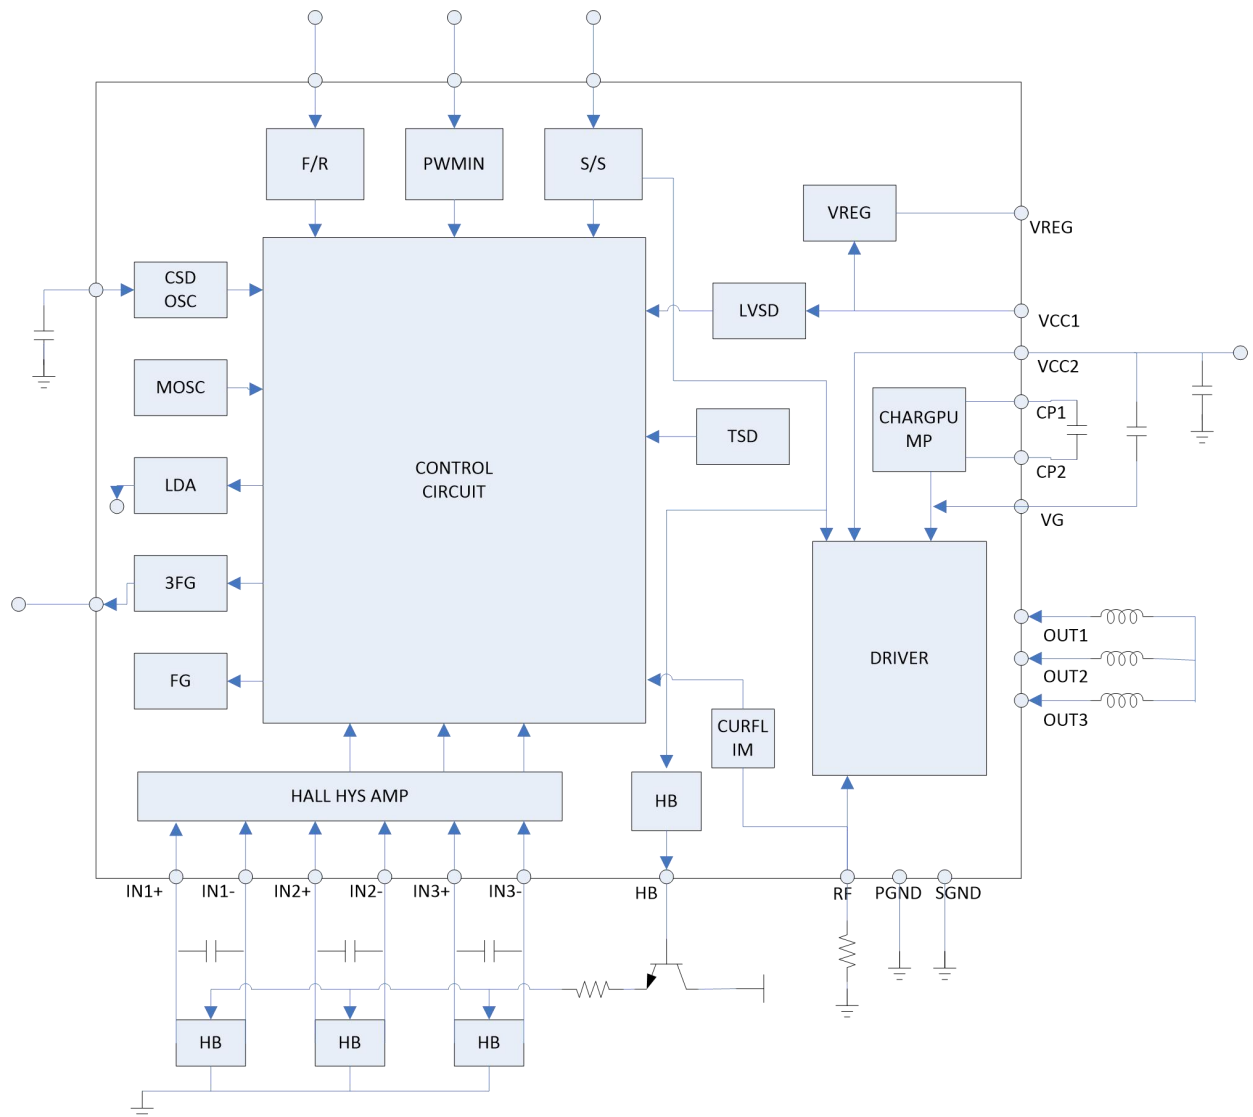 F/R
PWMIN
S/S
VREG
VREG
CSD
OSC
LVSD
VCC1
VCC2
MOSC
CHARGPU
MP
CP1
TSD
CONTROL
CIRCUIT
LDA
CP2
VG
3FG
OUT1
DRIVER
OUT2
FG
OUT3
CURFL
IM
HALL HYS AMP
HB
IN1+
IN1-
IN2+
IN2-
IN3+
IN3-
HB
RF
PGND
SGND
HB
HB
HB